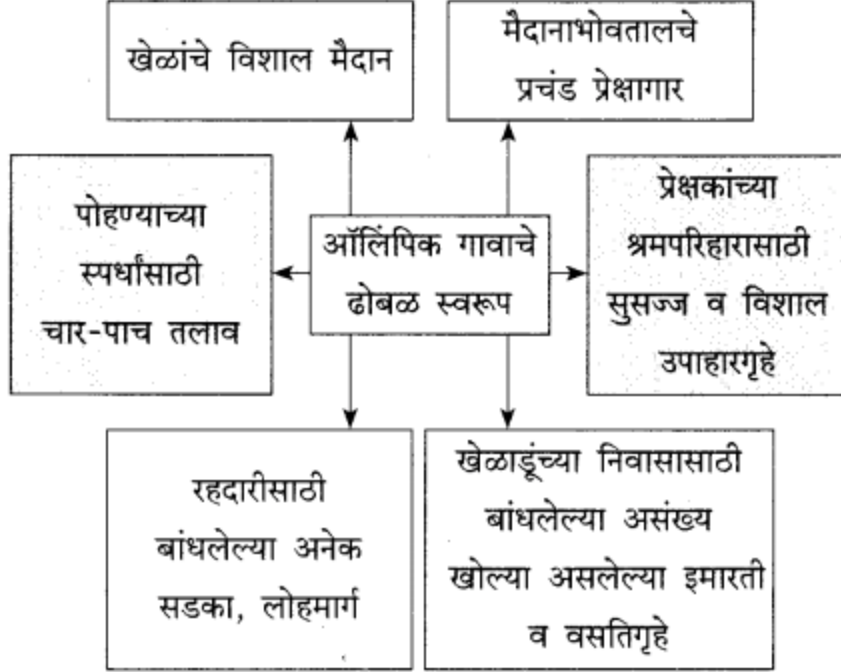 खेळांचे विशाल मैदान
मैदानाभोवतालचे
प्रचंड प्रेक्षागार
पोहण्याच्या
स्पर्धांसाठी
चार-पाच तलाव
ऑलिंपिक गावाचे
ढोबळ स्वरूप
प्रेक्षकांच्या
श्रमपरिहारासाठी
सुसज्ज व विशाल
उपाहारगृहे
रहदारीसाठी
बांधलेल्या अनेक
सडका, लोहमार्ग
खेळाडूंच्या निवासासाठी
बांधलेल्या असंख्य
खोल्या असलेल्या इमारती
व वसतिगृहे